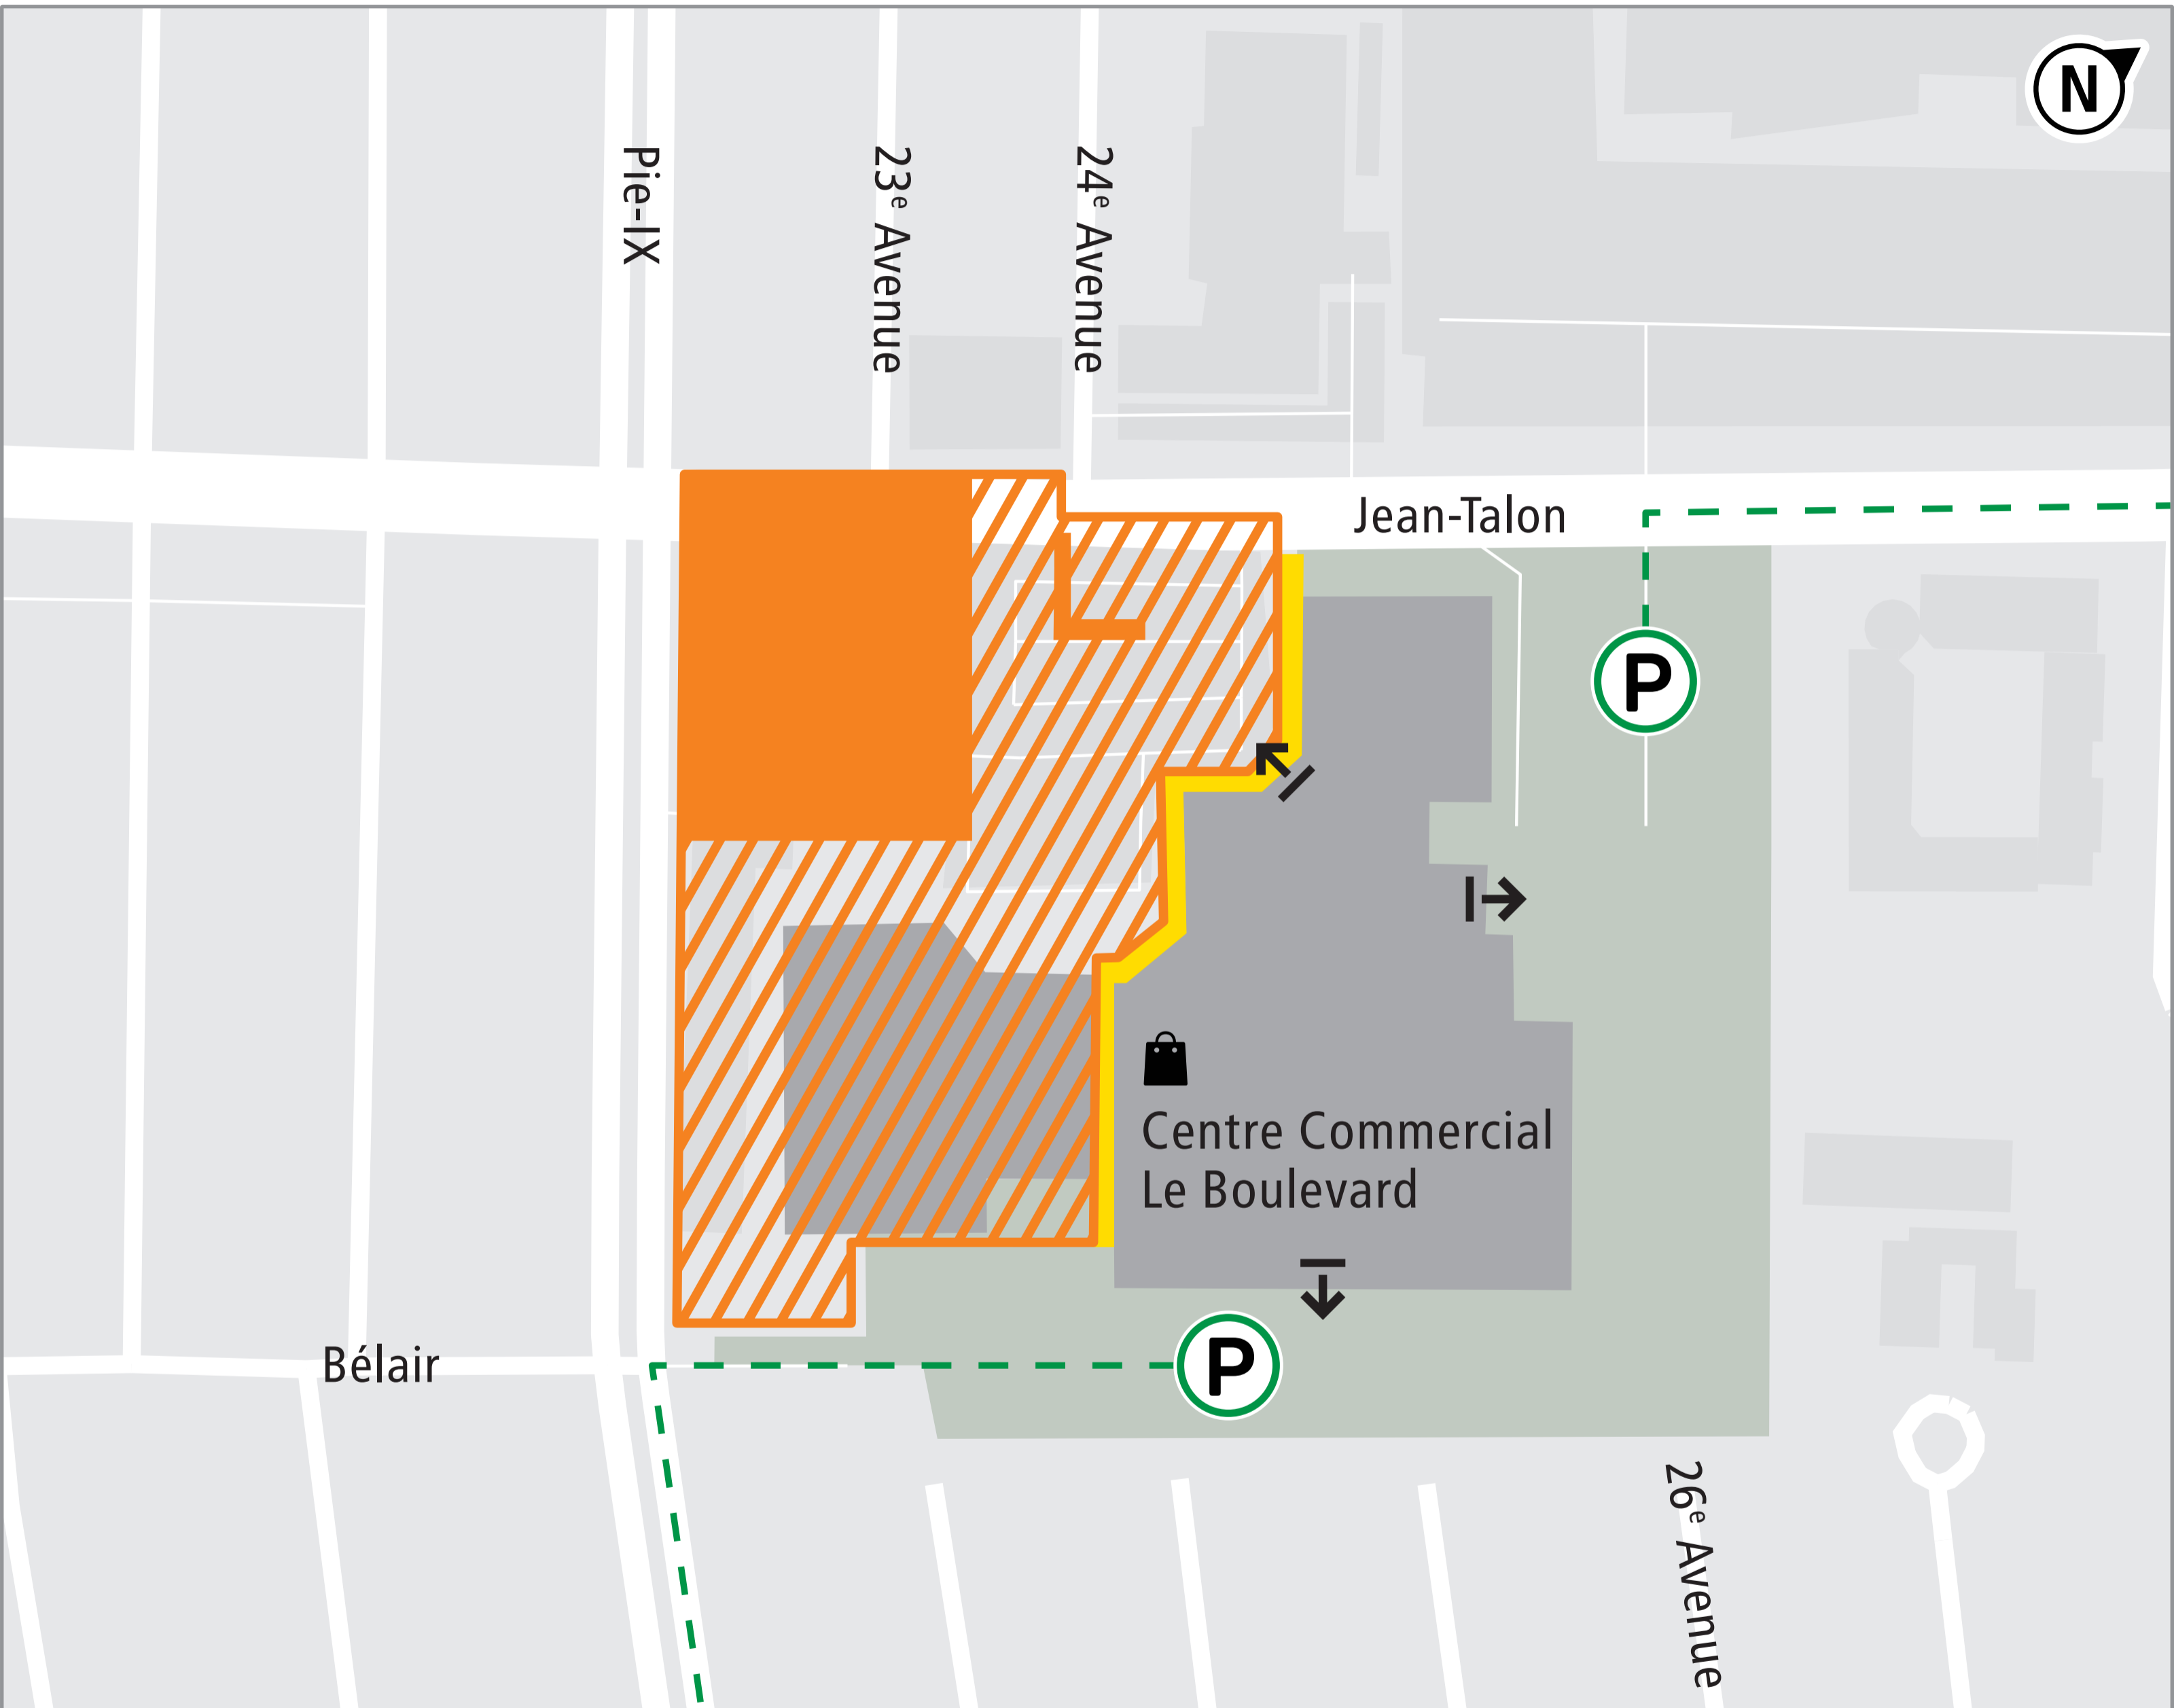 N
Pie-IX
23e Avenue
24e Avenue
Jean-Talon
P
Centre Commercial
Le Boulevard
Bélair
P
26e Avenue